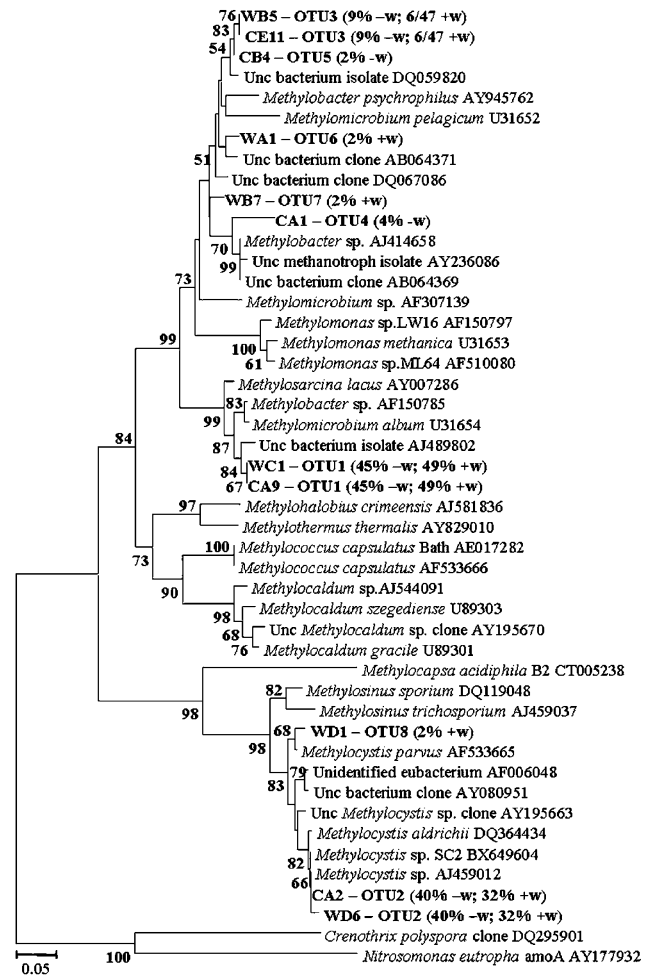 76 WB5 – OTU3 (9% –w; 6/47 +w)
83 CE11 – OTU3 (9% –w; 6/47 +w)
54 CB4 – OTU5 (2% -w)
Unc bacterium isolate DQ059820
Methylobacter psychrophilus AY945762
Methylomicrobium pelagicum U31652
WA1 – OTU6 (2% +w)
51 Unc bacterium clone AB064371
Unc bacterium clone DQ067086
WB7 – OTU7 (2% +w)
CA1 – OTU4 (4% -w)
70 Methylobacter sp. AJ414658
99 Unc methanotroph isolate AY236086
Unc bacterium clone AB064369
73 Methylomicrobium sp. AF307139
Methylomonas sp.LW16 AF150797
99 100 Methylomonas methanica U31653
61 Methylomonas sp.ML64 AF510080
Methylosarcina lacus AY007286
83 Methylobacter sp. AF150785
99 Methylomicrobium album U31654
84 87 Unc bacterium isolate AJ489802
84 WC1 – OTU1 (45% –w; 49% +w)
67 CA9 – OTU1 (45% –w; 49% +w)
97 Methylohalobius crimeensis AJ581836
Methylothermus thermalis AY829010
100 Methylococcus capsulatus Bath AE017282
73 Methylococcus capsulatus AF533666
90 Methylocaldum sp.AJ544091
98 Methylocaldum szegediense U89303
68 Unc Methylocaldum sp. clone AY195670
76 Methylocaldum gracile U89301
Methylocapsa acidiphila B2 CT005238
82 Methylosinus sporium DQ119048
98 Methylosinus trichosporium AJ459037
68 WD1 – OTU8 (2% +w)
98 Methylocystis parvus AF533665
79 Unidentified eubacterium AF006048
83 Unc bacterium clone AY080951
Unc Methylocystis sp. clone AY195663
Methylocystis aldrichii DQ364434
82 Methylocystis sp. SC2 BX649604
66 Methylocystis sp. AJ459012
CA2 – OTU2 (40% –w; 32% +w)
WD6 – OTU2 (40% –w; 32% +w)
Crenothrix polyspora clone DQ295901
100 Nitrosomonas eutropha amoA AY177932
0.05